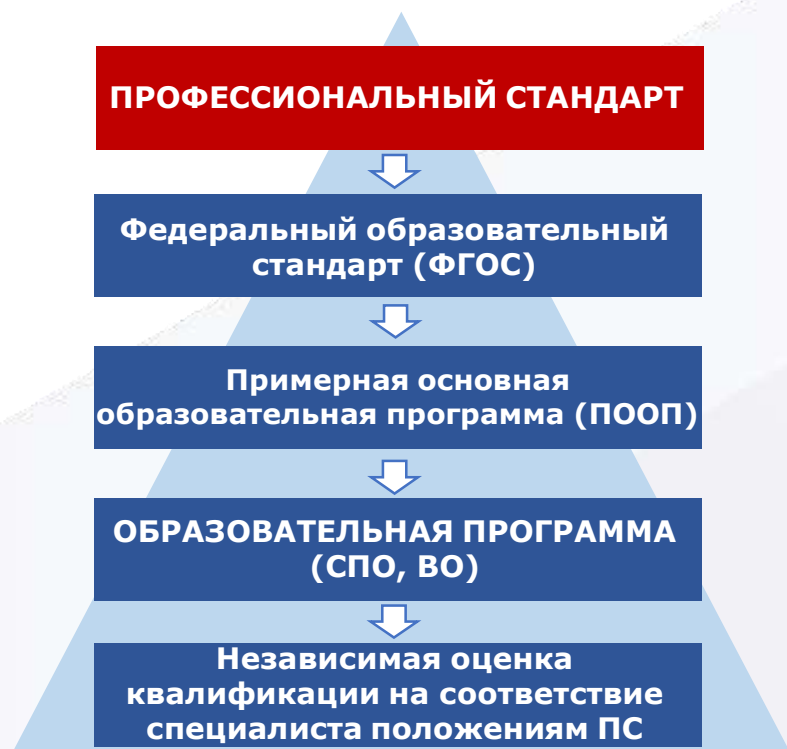 ПРОФЕССИОНАЛЬНЫЙ СТАНДАРТ
Федеральный образовательный
стандарт (ФГОС)
Примерная основная
образовательная программа (ПООП)
ОБРАЗОВАТЕЛЬНАЯ ПРОГРАММА
(СПО, ВО)
Независимая оценка
квалификации на соответствие
специалиста положениям ПС